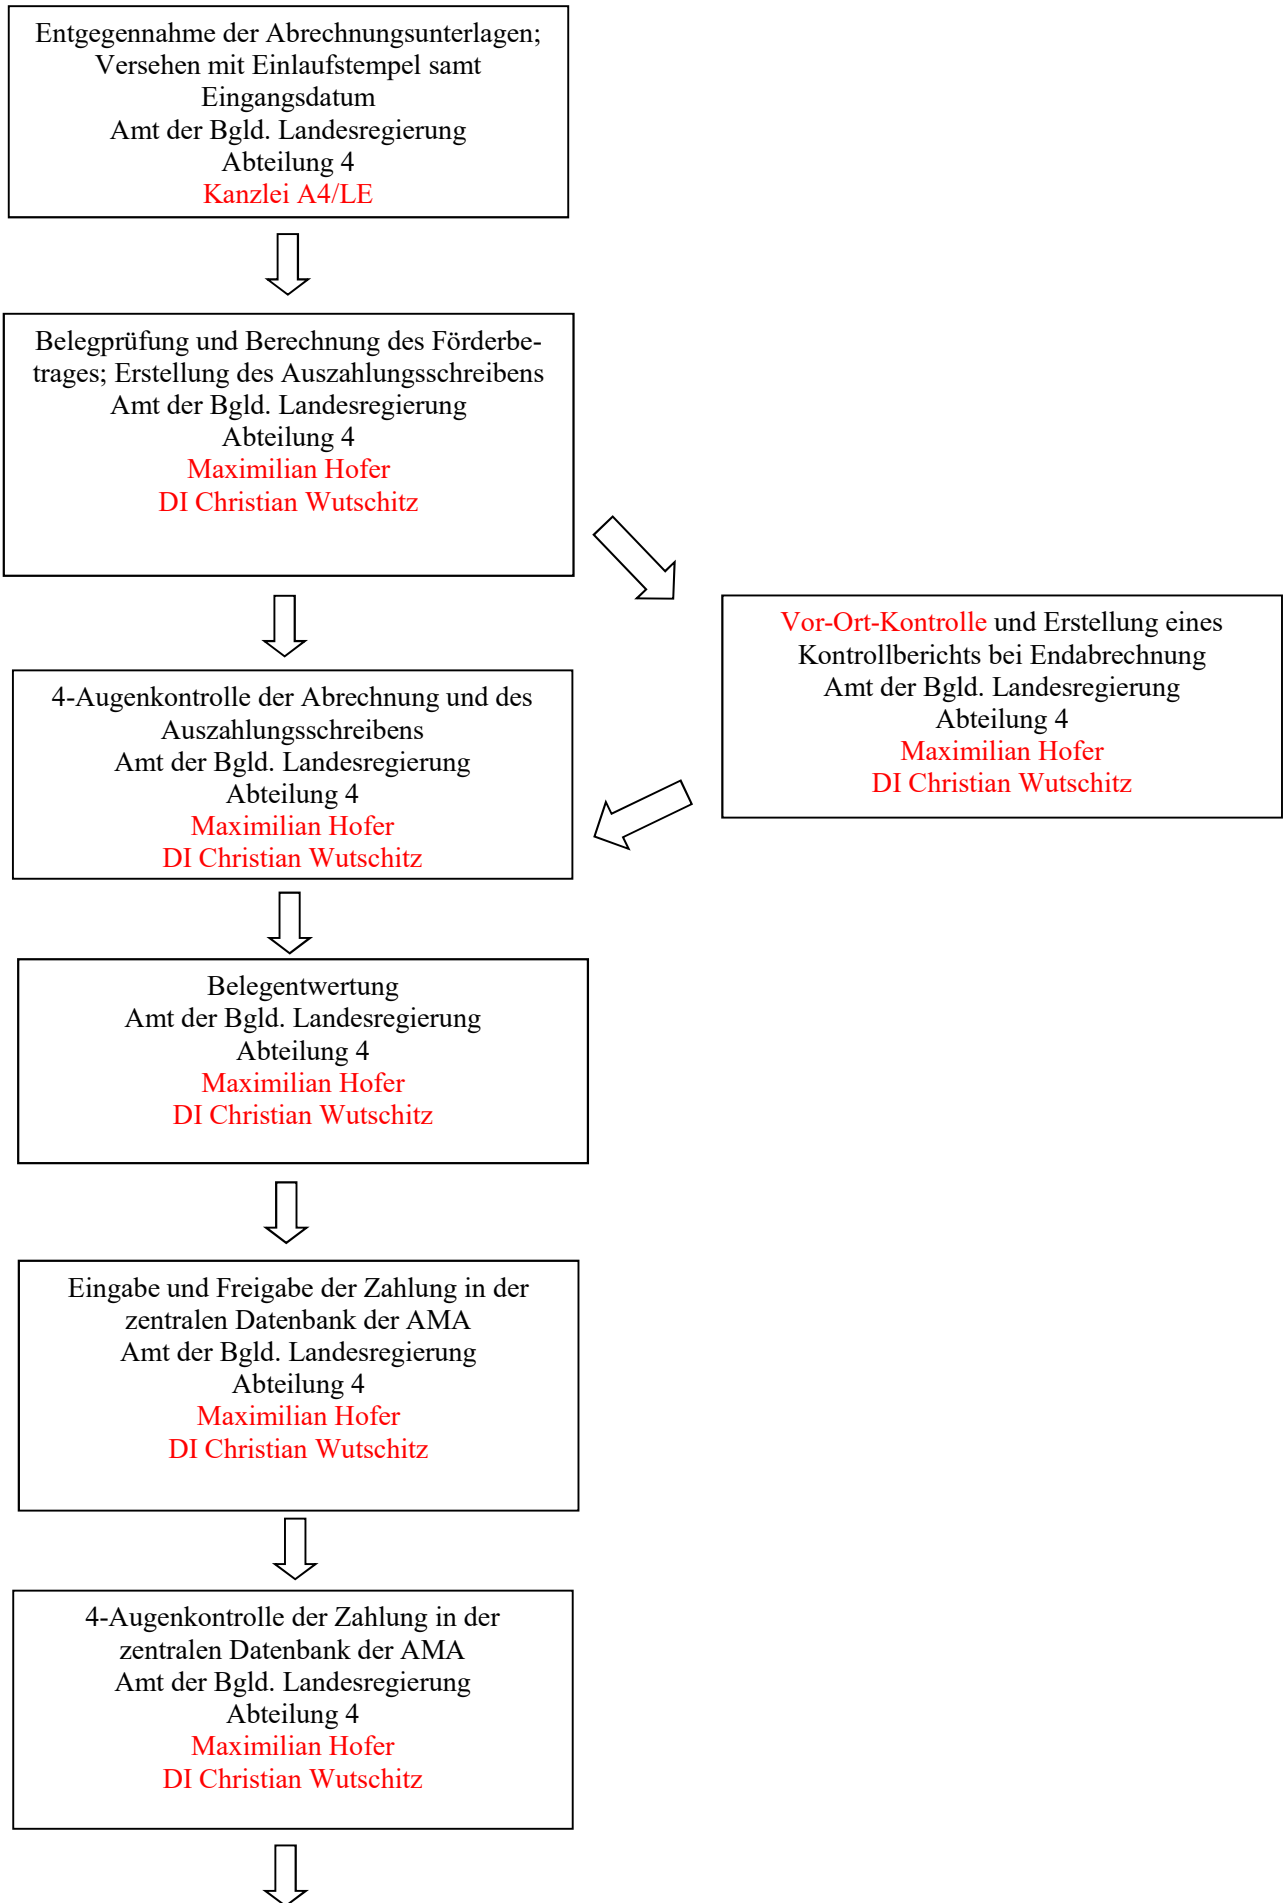 Entgegennahme der Abrechnungsunterlagen;
Versehen mit Einlaufstempel samt
Eingangsdatum
Amt der Bgld. Landesregierung
Abteilung 4
Kanzlei A4/LE
Belegprüfung und Berechnung des Förderbe-
trages; Erstellung des Auszahlungsschreibens
Amt der Bgld. Landesregierung
Abteilung 4
Maximilian Hofer
DI Christian Wutschitz
Vor-Ort-Kontrolle und Erstellung eines
Kontrollberichts bei Endabrechnung
Amt der Bgld. Landesregierung
Abteilung 4
Maximilian Hofer
DI Christian Wutschitz
4-Augenkontrolle der Abrechnung und des
Auszahlungsschreibens
Amt der Bgld. Landesregierung
Abteilung 4
Maximilian Hofer
DI Christian Wutschitz
Belegentwertung
Amt der Bgld. Landesregierung
Abteilung 4
Maximilian Hofer
DI Christian Wutschitz
Eingabe und Freigabe der Zahlung in der
zentralen Datenbank der AMA
Amt der Bgld. Landesregierung
Abteilung 4
Maximilian Hofer
DI Christian Wutschitz
4-Augenkontrolle der Zahlung in der
zentralen Datenbank der AMA
Amt der Bgld. Landesregierung
Abteilung 4
Maximilian Hofer
DI Christian Wutschitz